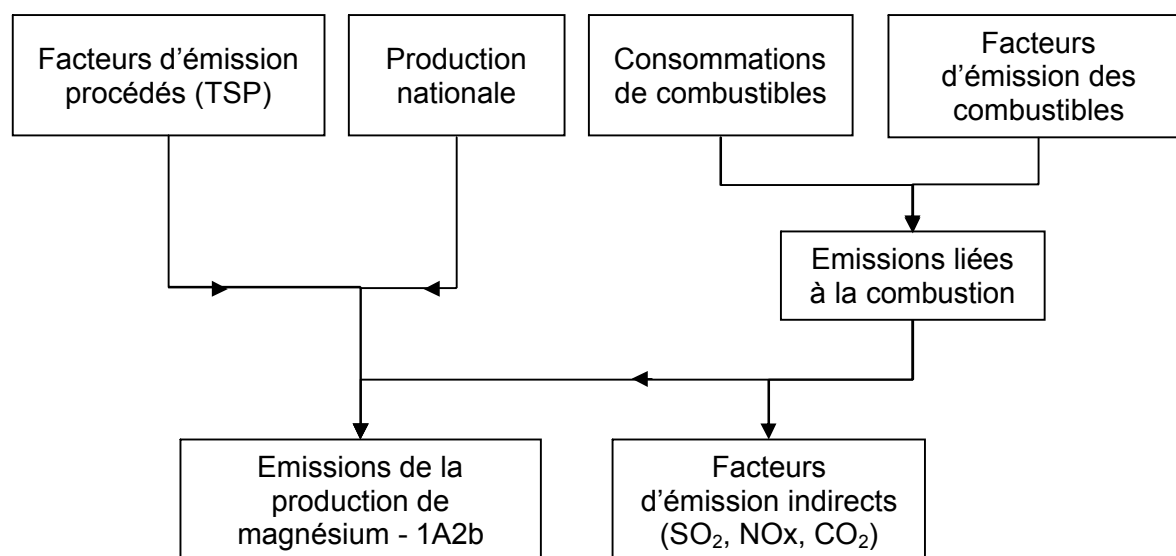 Facteurs d’émission
procédés (TSP)
Production
nationale
Consommations
de combustibles
Facteurs
d’émission des
combustibles
Emissions liées
à la combustion
Emissions de la
production de
magnésium - 1A2b
Facteurs
d’émission indirects
(SO₂, NOx, CO₂)